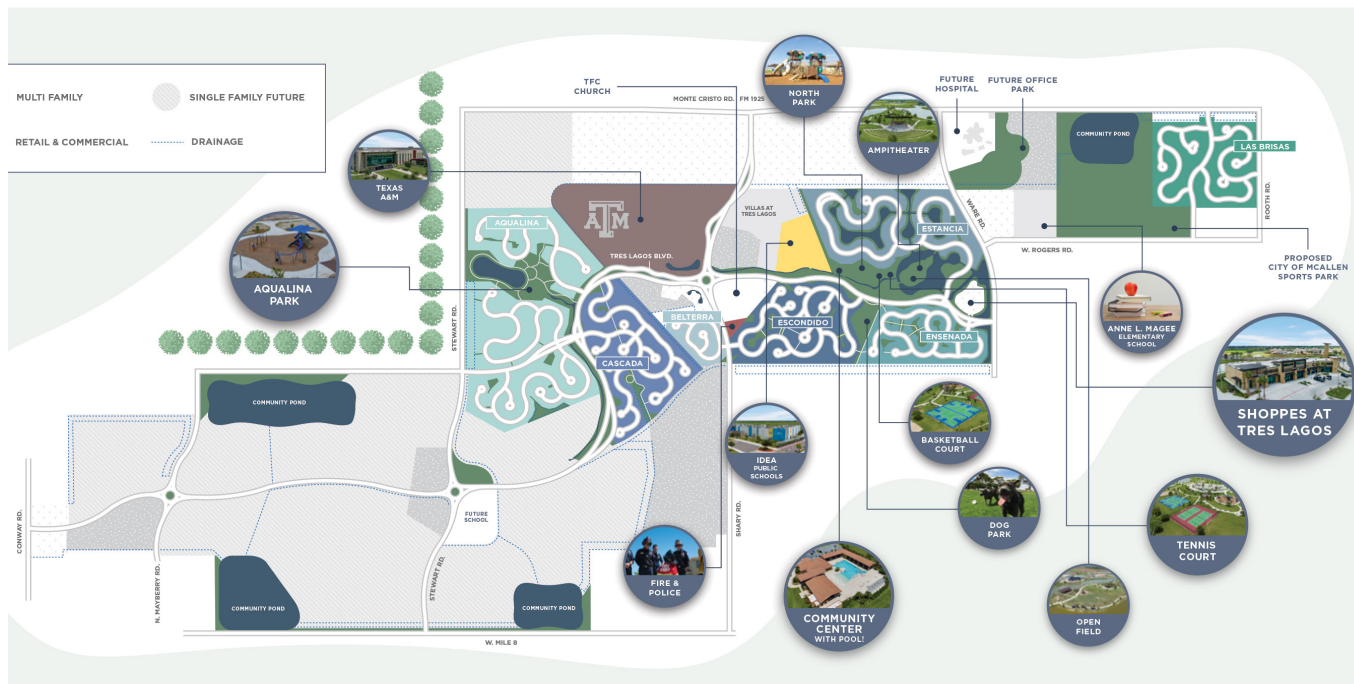 MULTI FAMILY
SINGLE FAMILY FUTURE
RETAIL & COMMERCIAL
DRAINAGE
TFC
CHURCH
MONTE CRISTO RD. FM 1925
NORTH
PARK
AMPITHEATER
FUTURE
HOSPITAL
FUTURE OFFICE
PARK
COMMUNITY POND
LAS BRISAS
ROOTH RD.
TEXAS
A&M
ATM
VILLAS AT
TRES LAGOS
AQUALINA
ESTANCIA
WARE RD.
W. ROGERS RD.
TRES LAGOS BLVD.
PROPOSED
CITY OF MCALLEN
SPORTS PARK
AQUALINA
PARK
STEWART RD.
BELTERRA
ESCONDIDO
ENSENADA
CASCADA
ANNE L. MAGEE
ELEMENTARY
SCHOOL
SHOPPES AT
TRES LAGOS
COMMUNITY POND
BASKETBALL
COURT
IDEA
PUBLIC
SCHOOLS
DOG
PARK
TENNIS
COURT
CONWAY RD.
N. MAYBERRY RD.
FUTURE
SCHOOL
STEWART RD.
SHARY RD.
FIRE &
POLICE
COMMUNITY
CENTER
WITH POOL!
OPEN
FIELD
COMMUNITY POND
COMMUNITY POND
W. MILE 8